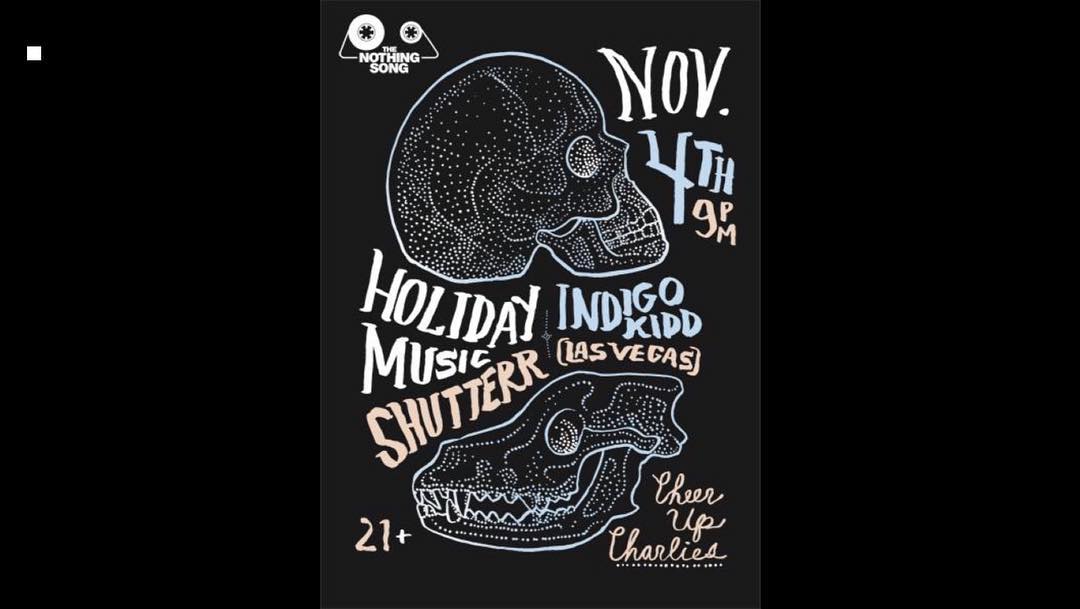 THE
NOTHING
SONG
NOV.
4TH
9PM
HOLIDAY
MUSIC
INDIGO
KIDD
(LAS VEGAS)
SHUTTERR
21+
Cheer
Up
Charlies